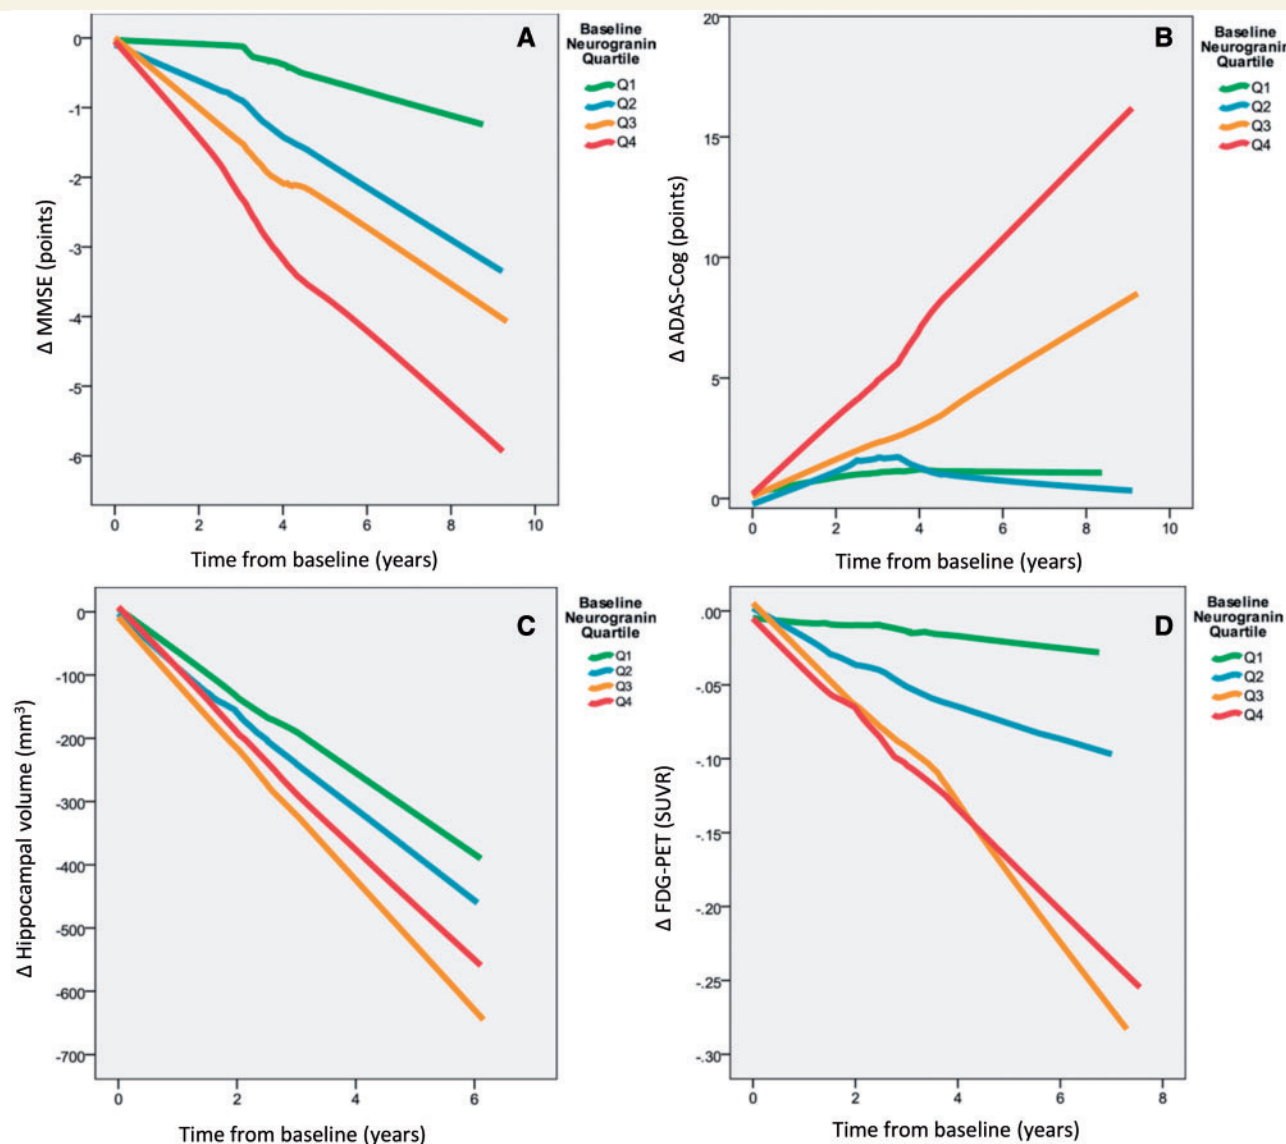 A
Baseline
Neurogranin
Quartile
Q1
Q2
Q3
Q4
Δ MMSE (points)
0
-1
-2
-3
-4
-5
-6
0 2 4 6 8 10
Time from baseline (years)
B
Baseline
Neurogranin
Quartile
Q1
Q2
Q3
Q4
Δ ADAS-Cog (points)
20
15
10
5
0
0 2 4 6 8 10
Time from baseline (years)
C
Baseline
Neurogranin
Quartile
Q1
Q2
Q3
Q4
Δ Hippocampal volume (mm³)
0
-100
-200
-300
-400
-500
-600
-700
0 2 4 6
Time from baseline (years)
D
Baseline
Neurogranin
Quartile
Q1
Q2
Q3
Q4
Δ FDG-PET (SUVR)
.00
-.05
-.10
-.15
-.20
-.25
-.30
0 2 4 6 8
Time from baseline (years)